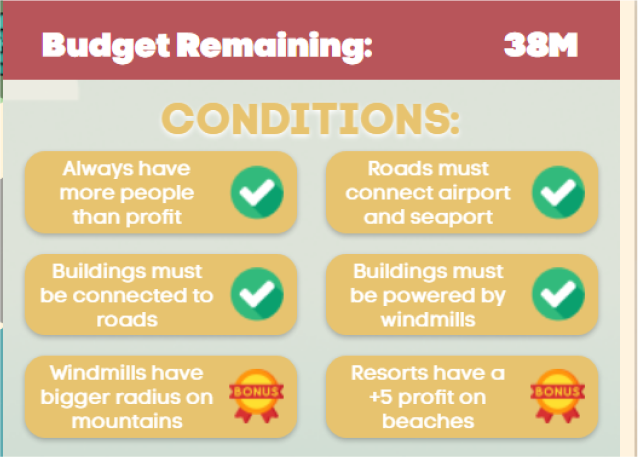 Budget Remaining: 38M
CONDITIONS:
Always have
more people
than profit
Roads must
connect airport
and seaport
Buildings must
be connected to
roads
Buildings must
be powered by
windmills
Windmills have
bigger radius on
mountains
BONUS
Resorts have a
+5 profit on
beaches
BONUS